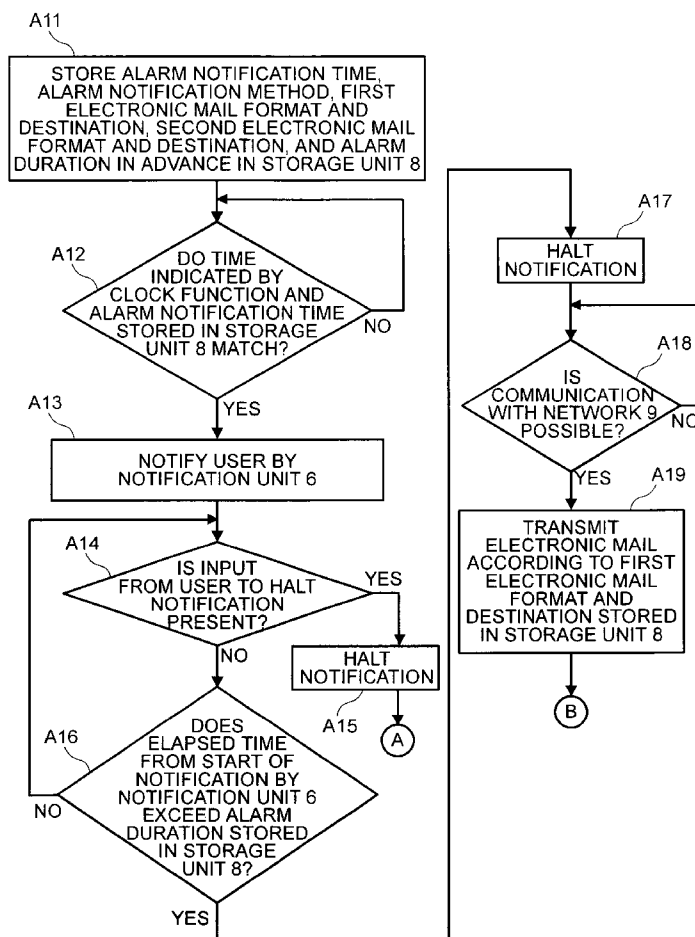 A11
STORE ALARM NOTIFICATION TIME,
ALARM NOTIFICATION METHOD, FIRST
ELECTRONIC MAIL FORMAT AND
DESTINATION, SECOND ELECTRONIC MAIL
FORMAT AND DESTINATION, AND ALARM
DURATION IN ADVANCE IN STORAGE UNIT 8
A12
DO TIME
INDICATED BY
CLOCK FUNCTION AND
ALARM NOTIFICATION TIME
STORED IN STORAGE
UNIT 8 MATCH?
NO
YES
A13
NOTIFY USER BY
NOTIFICATION UNIT 6
A14
IS INPUT
FROM USER TO HALT
NOTIFICATION
PRESENT?
YES
NO
HALT
NOTIFICATION
A15
A
A16
DOES
ELAPSED TIME
FROM START OF
NOTIFICATION BY
NOTIFICATION UNIT 6
EXCEED ALARM
DURATION STORED
IN STORAGE
UNIT 8?
NO
YES
A17
HALT
NOTIFICATION
A18
IS
COMMUNICATION
WITH NETWORK 9
POSSIBLE?
NO
YES
A19
TRANSMIT
ELECTRONIC MAIL
ACCORDING TO FIRST
ELECTRONIC MAIL
FORMAT AND
DESTINATION STORED
IN STORAGE UNIT 8
B